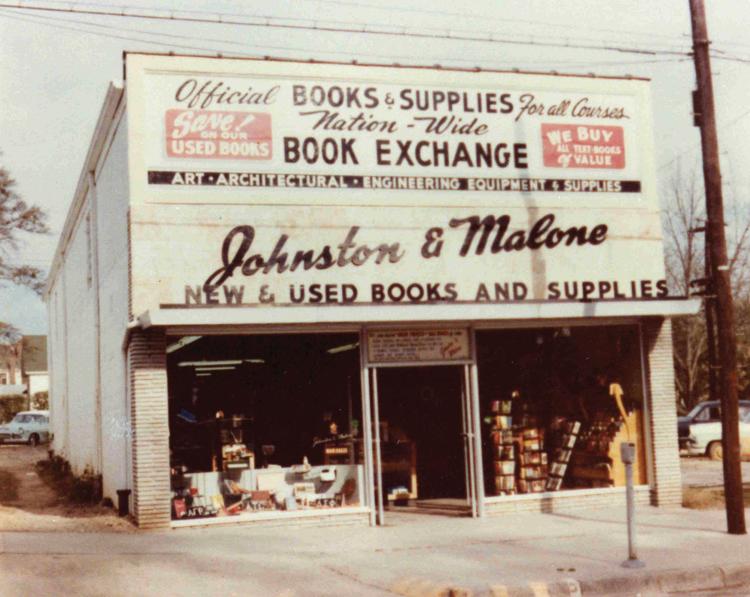 Official BOOKS & SUPPLIES For all Courses
Save!
ON OUR
USED BOOKS
Nation-Wide
BOOK EXCHANGE
WE BUY
ALL TEXT-BOOKS
of VALUE
ART • ARCHITECTURAL • ENGINEERING EQUIPMENT & SUPPLIES
Johnston & Malone
NEW & USED BOOKS AND SUPPLIES